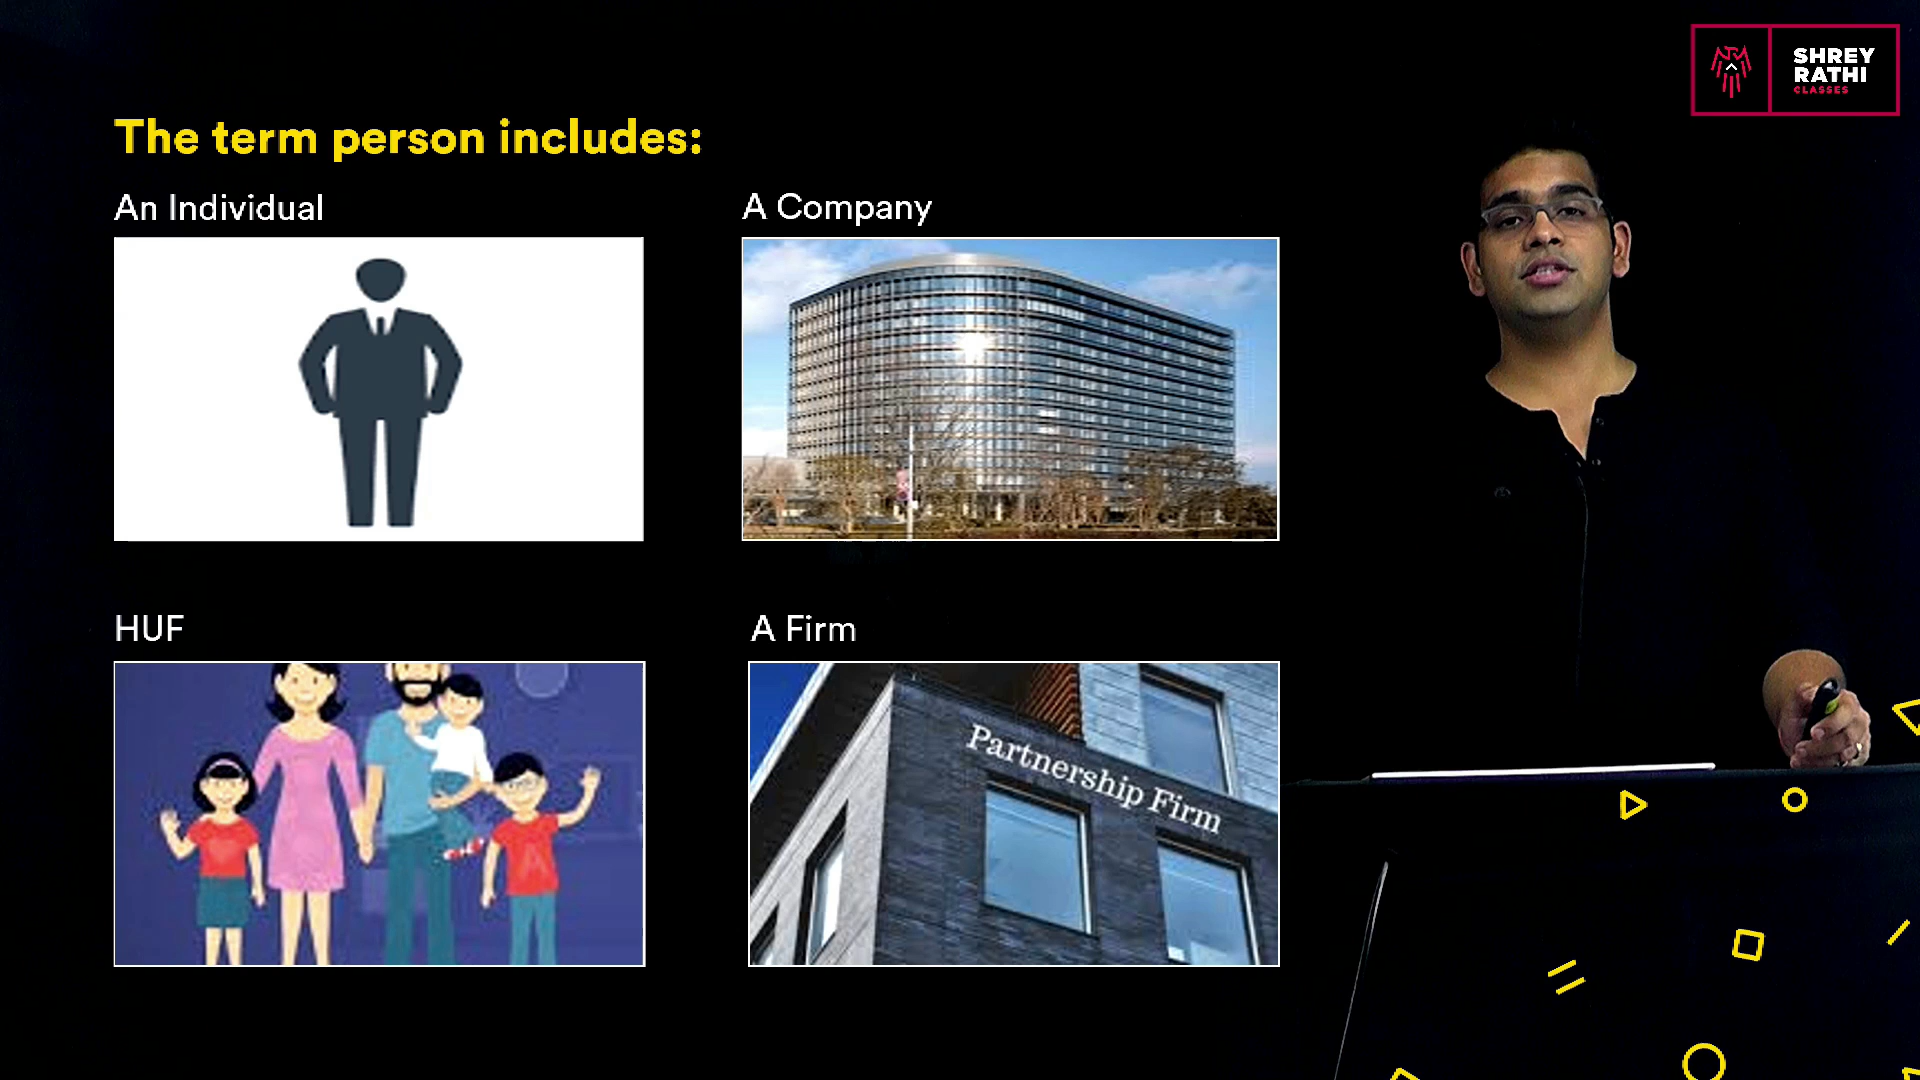 SHREY
RATHI
CLASSES
The term person includes:
An Individual
A Company
HUF
A Firm
Partnership Firm